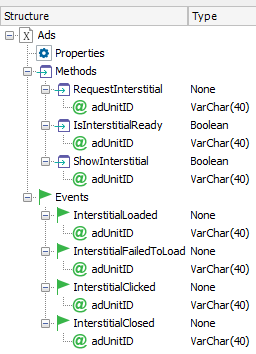 Structure Type
Ads
Properties
Methods
RequestInterstitial None
adUnitID VarChar(40)
IsInterstitialReady Boolean
adUnitID VarChar(40)
ShowInterstitial Boolean
adUnitID VarChar(40)
Events
InterstitialLoaded None
adUnitID VarChar(40)
InterstitialFailedToLoad None
adUnitID VarChar(40)
InterstitialClicked None
adUnitID VarChar(40)
InterstitialClosed None
adUnitID VarChar(40)